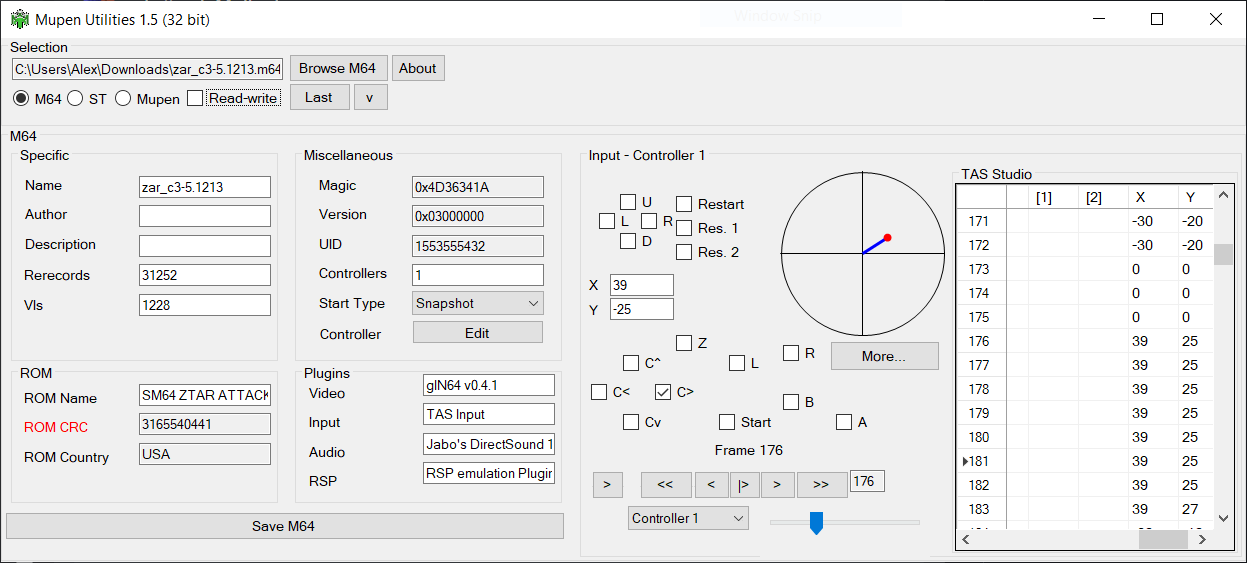 Mupen Utilities 1.5 (32 bit)
Selection
C:\Users\Alex\Downloads\zar_c3-5.1213.m64
Browse M64
About
M64
ST
Mupen
Read-write
Last
v
M64
Specific
Name
zar_c3-5.1213
Author
Description
Rerecords
31252
VIs
1228
ROM
ROM Name
SM64 ZTAR ATTACK
ROM CRC
3165540441
ROM Country
USA
Miscellaneous
Magic
0x4D36341A
Version
0x03000000
UID
1553555432
Controllers
1
Start Type
Snapshot
Controller
Edit
Plugins
Video
glN64 v0.4.1
Input
TAS Input
Audio
Jabo's DirectSound 1
RSP
RSP emulation Plugin
Save M64
Input - Controller 1
U
L
R
D
Restart
Res. 1
Res. 2
X
39
Y
-25
Z
C^
L
R
More...
C<
C>
B
Cv
Start
A
Frame 176
>
<<
<
|>
>
>>
176
Controller 1
TAS Studio
[1] [2] X Y
171 -30 -20
172 -30 -20
173 0 0
174 0 0
175 0 0
176 39 25
177 39 25
178 39 25
179 39 25
180 39 25
181 39 25
182 39 25
183 39 27